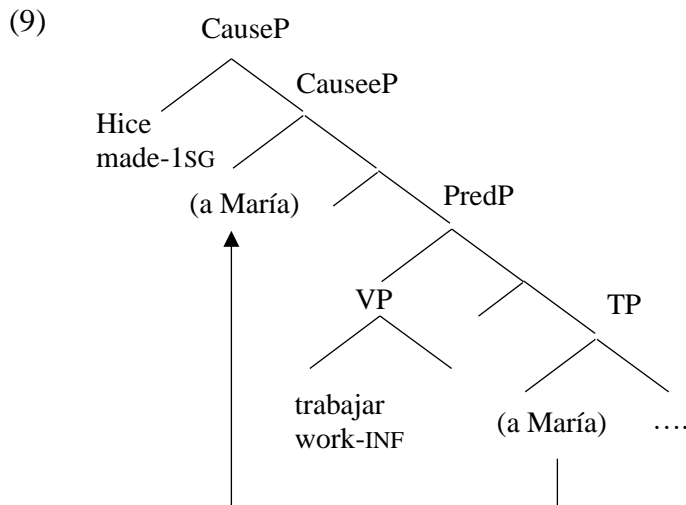 (9)
CauseP
CauseeP
Hice
made-1SG
(a María)
PredP
VP
TP
trabajar
work-INF
(a María)
….